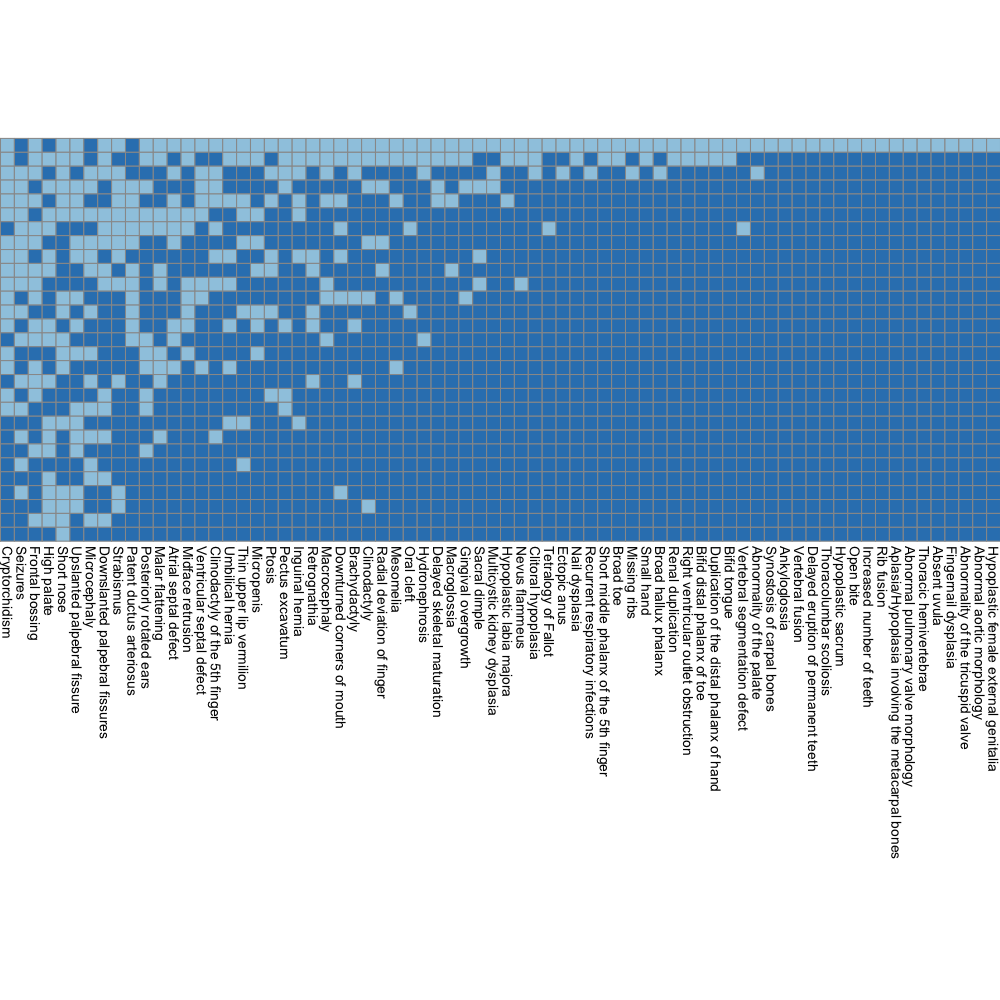 Cryptorchidism
Seizures
Frontal bossing
High palate
Short nose
Upslanted palpebral fissure
Microcephaly
Downslanted palpebral fissures
Strabismus
Patent ductus arteriosus
Posteriorly rotated ears
Malar flattening
Atrial septal defect
Midface retrusion
Ventricular septal defect
Clinodactyly of the 5th finger
Umbilical hernia
Thin upper lip vermilion
Micropenis
Ptosis
Pectus excavatum
Inguinal hernia
Retrognathia
Macrocephaly
Downturned corners of mouth
Brachydactyly
Clinodactyly
Radial deviation of finger
Mesomelia
Oral cleft
Hydronephrosis
Delayed skeletal maturation
Macroglossia
Gingival overgrowth
Sacral dimple
Multicystic kidney dysplasia
Hypoplastic labia majora
Nevus flammeus
Clitoral hypoplasia
Tetralogy of Fallot
Ectopic anus
Nail dysplasia
Recurrent respiratory infections
Short middle phalanx of the 5th finger
Broad toe
Missing ribs
Small hand
Broad hallux phalanx
Renal duplication
Right ventricular outlet obstruction
Bifid distal phalanx of toe
Duplication of the distal phalanx of hand
Bifid tongue
Vertebral segmentation defect
Abnormality of the palate
Synostosis of carpal bones
Ankyloglossia
Vertebral fusion
Delayed eruption of permanent teeth
Thoracolumbar scoliosis
Hypoplastic sacrum
Open bite
Increased number of teeth
Rib fusion
Aplasia/Hypoplasia involving the metacarpal bones
Abnormal pulmonary valve morphology
Thoracic hemivertebrae
Absent uvula
Fingernail dysplasia
Abnormality of the tricuspid valve
Abnormal aortic morphology
Hypoplastic female external genitalia